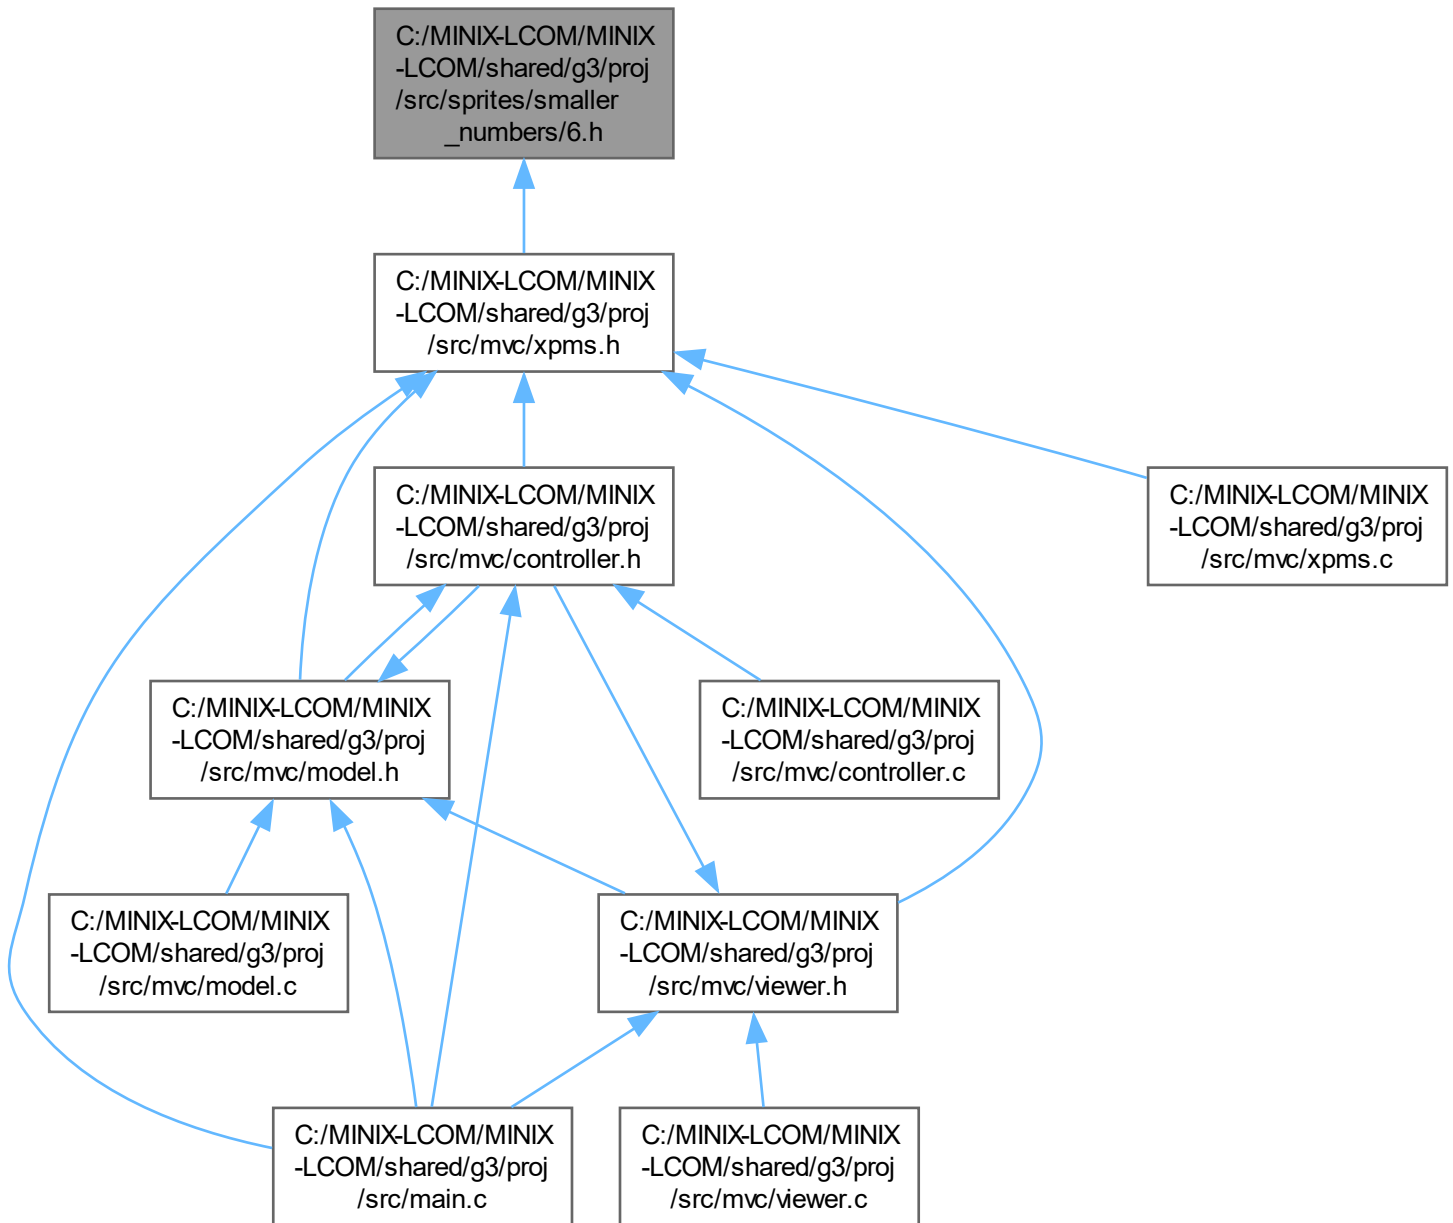 C:/MINIX-LCOM/MINIX
-LCOM/shared/g3/proj
/src/sprites/smaller
_numbers/6.h
C:/MINIX-LCOM/MINIX
-LCOM/shared/g3/proj
/src/mvc/xpms.h
C:/MINIX-LCOM/MINIX
-LCOM/shared/g3/proj
/src/mvc/controller.h
C:/MINIX-LCOM/MINIX
-LCOM/shared/g3/proj
/src/mvc/xpms.c
C:/MINIX-LCOM/MINIX
-LCOM/shared/g3/proj
/src/mvc/model.h
C:/MINIX-LCOM/MINIX
-LCOM/shared/g3/proj
/src/mvc/controller.c
C:/MINIX-LCOM/MINIX
-LCOM/shared/g3/proj
/src/mvc/model.c
C:/MINIX-LCOM/MINIX
-LCOM/shared/g3/proj
/src/mvc/viewer.h
C:/MINIX-LCOM/MINIX
-LCOM/shared/g3/proj
/src/main.c
C:/MINIX-LCOM/MINIX
-LCOM/shared/g3/proj
/src/mvc/viewer.c